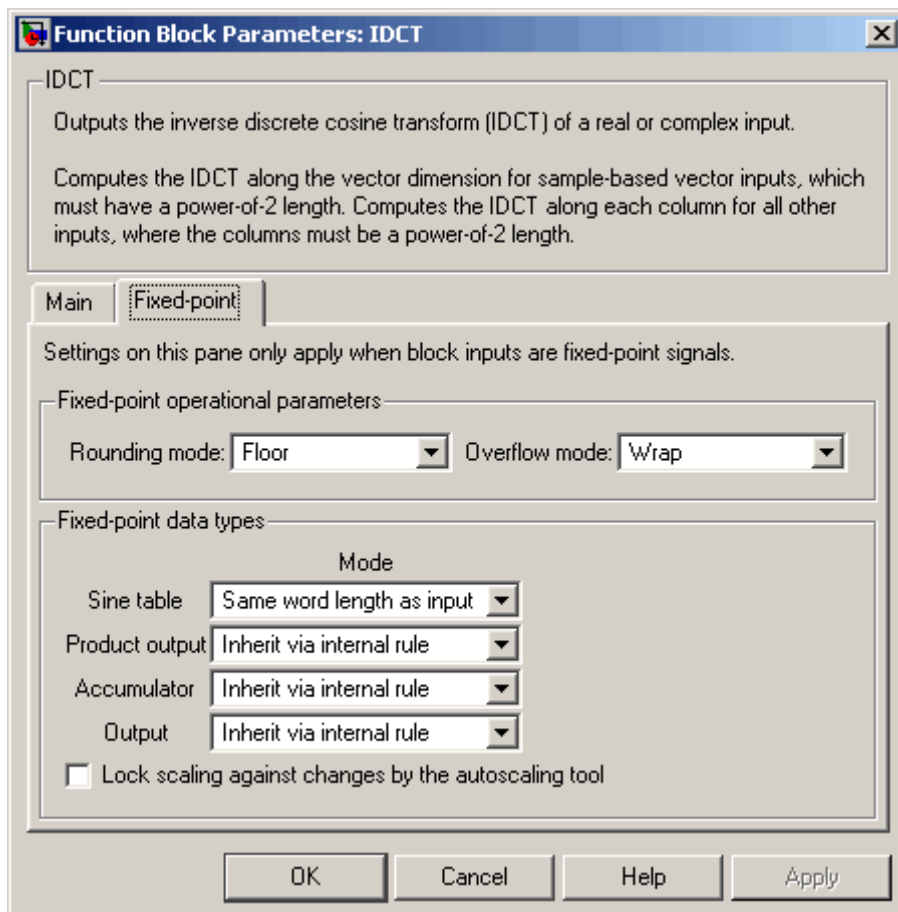 Function Block Parameters: IDCT
IDCT
Outputs the inverse discrete cosine transform (IDCT) of a real or complex input.
Computes the IDCT along the vector dimension for sample-based vector inputs, which
must have a power-of-2 length. Computes the IDCT along each column for all other
inputs, where the columns must be a power-of-2 length.
Main Fixed-point
Settings on this pane only apply when block inputs are fixed-point signals.
Fixed-point operational parameters
Rounding mode: Floor Overflow mode: Wrap
Fixed-point data types
Mode
Sine table Same word length as input
Product output Inherit via internal rule
Accumulator Inherit via internal rule
Output Inherit via internal rule
Lock scaling against changes by the autoscaling tool
OK Cancel Help Apply